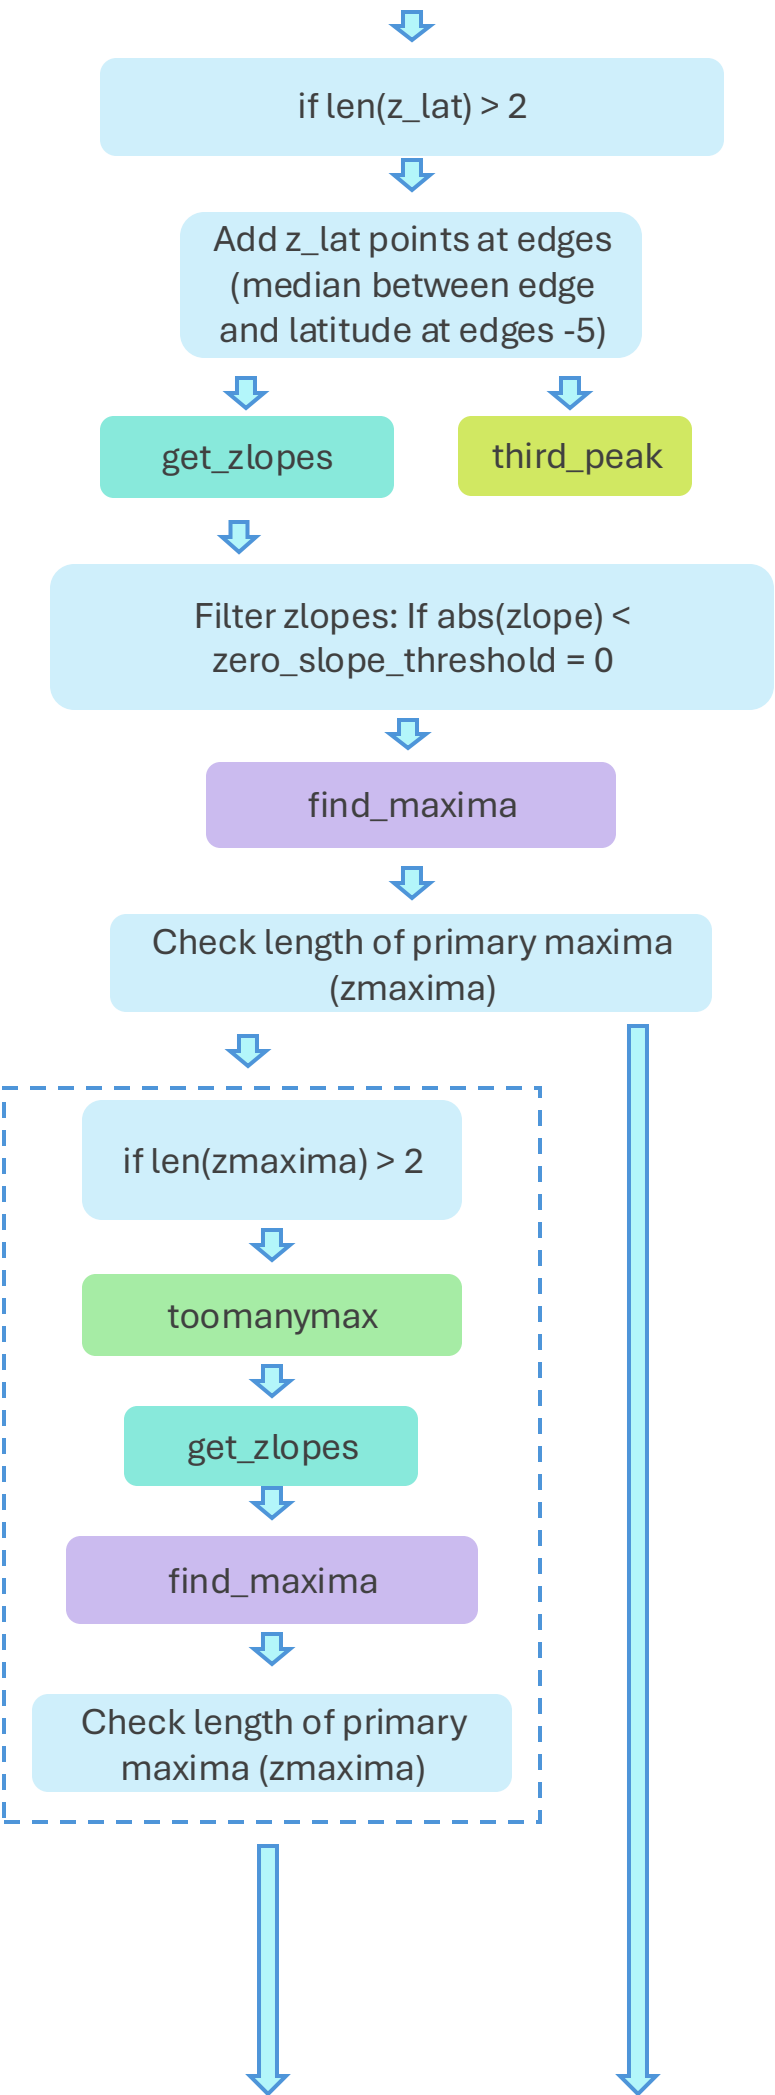 if len(z_lat) > 2
Add z_lat points at edges
(median between edge
and latitude at edges -5)
get_zlopes
third_peak
Filter zlopes: If abs(zlope) <
zero_slope_threshold = 0
find_maxima
Check length of primary maxima
(zmaxima)
if len(zmaxima) > 2
toomanymax
get_zlopes
find_maxima
Check length of primary
maxima (zmaxima)